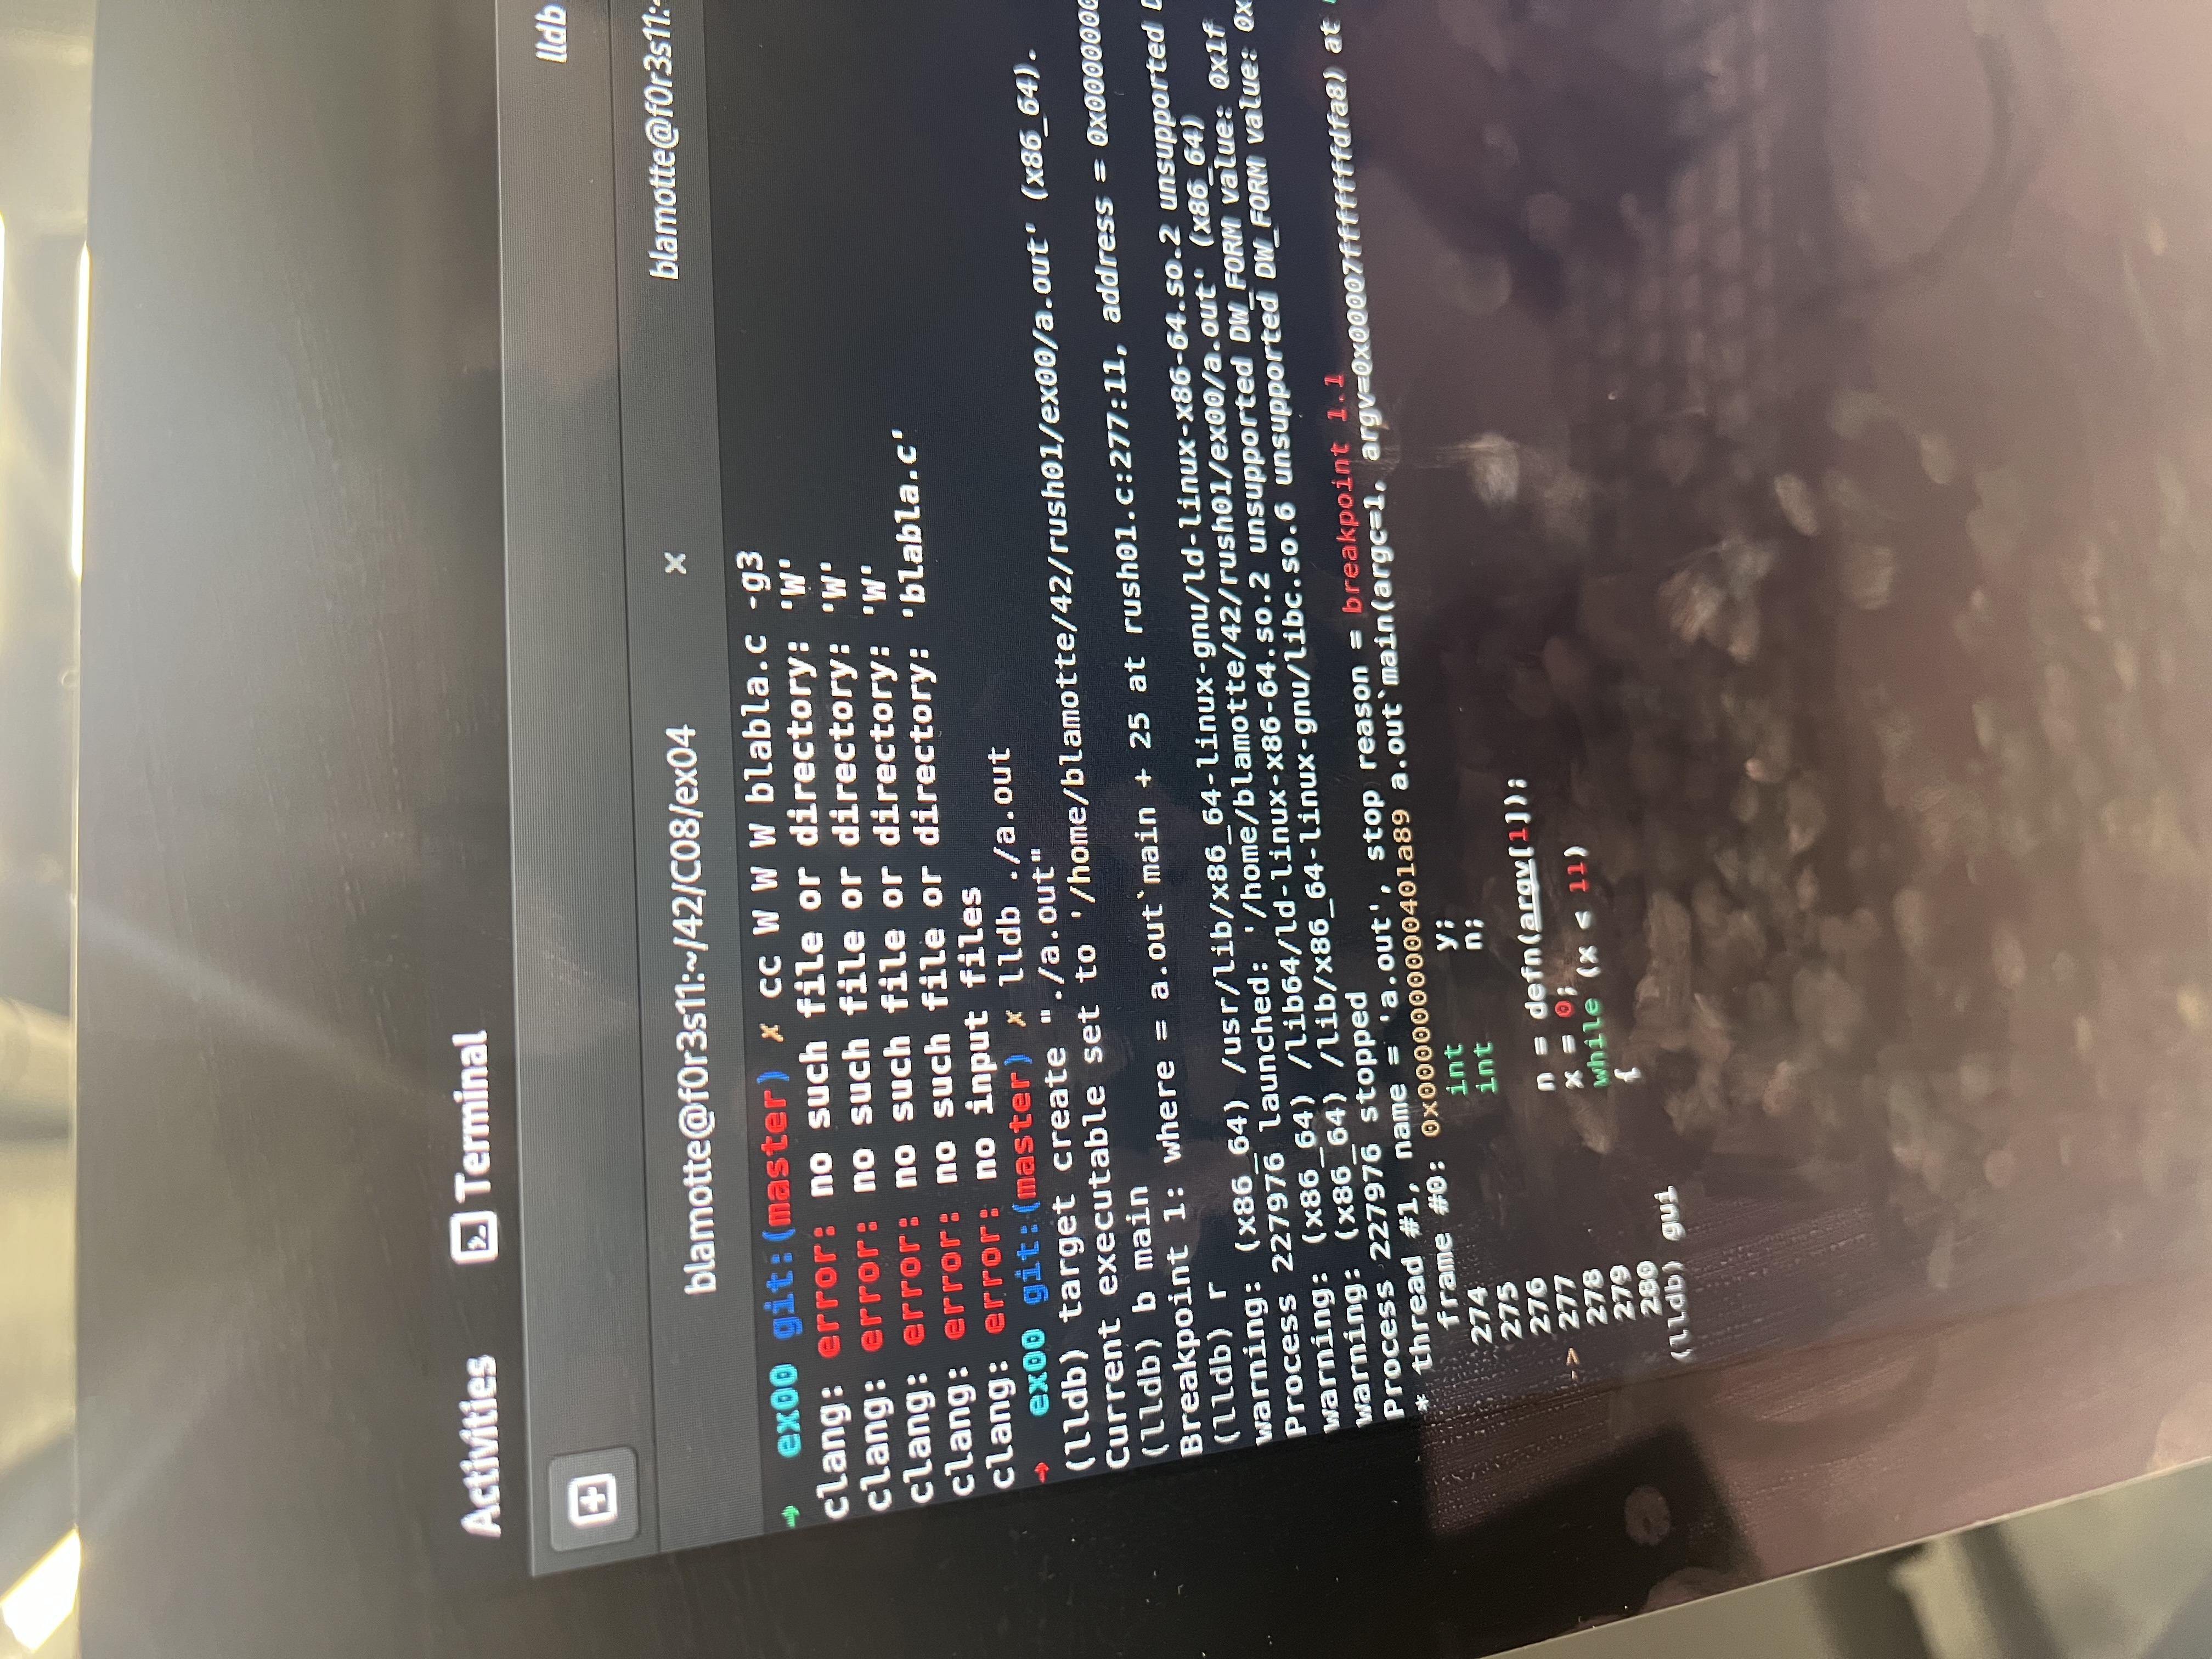 Activities Terminal
lldb
blamotte@f0r3s11:~/42/C08/ex04 × blamotte@f0r3s11:~
→ ex00 git:(master) ✗ cc W W W blabla.c -g3
clang: error: no such file or directory: 'W'
clang: error: no such file or directory: 'W'
clang: error: no such file or directory: 'W'
clang: error: no such file or directory: 'blabla.c'
clang: error: no input files
→ ex00 git:(master) ✗ lldb ./a.out
(lldb) target create "./a.out"
Current executable set to '/home/blamotte/42/rush01/ex00/a.out' (x86_64).
(lldb) b main
Breakpoint 1: where = a.out`main + 25 at rush01.c:277:11, address = 0x0000000
(lldb) r
warning: (x86_64) /usr/lib/x86_64-linux-gnu/ld-linux-x86-64.so.2 unsupported D
Process 227976 launched: '/home/blamotte/42/rush01/ex00/a.out' (x86_64)
warning: (x86_64) /lib64/ld-linux-x86-64.so.2 unsupported DW_FORM value: 0x1f
warning: (x86_64) /lib/x86_64-linux-gnu/libc.so.6 unsupported DW_FORM value: 0x
Process 227976 stopped
* thread #1, name = 'a.out', stop reason = breakpoint 1.1
frame #0: 0x0000000000401a89 a.out`main(argc=1, argv=0x00007fffffffdfa8) at
274 int y;
275 int n;
276
-> 277 n = defn(argv[1]);
278 x = 0;
279 while (x < 11)
280 {
(lldb) gui